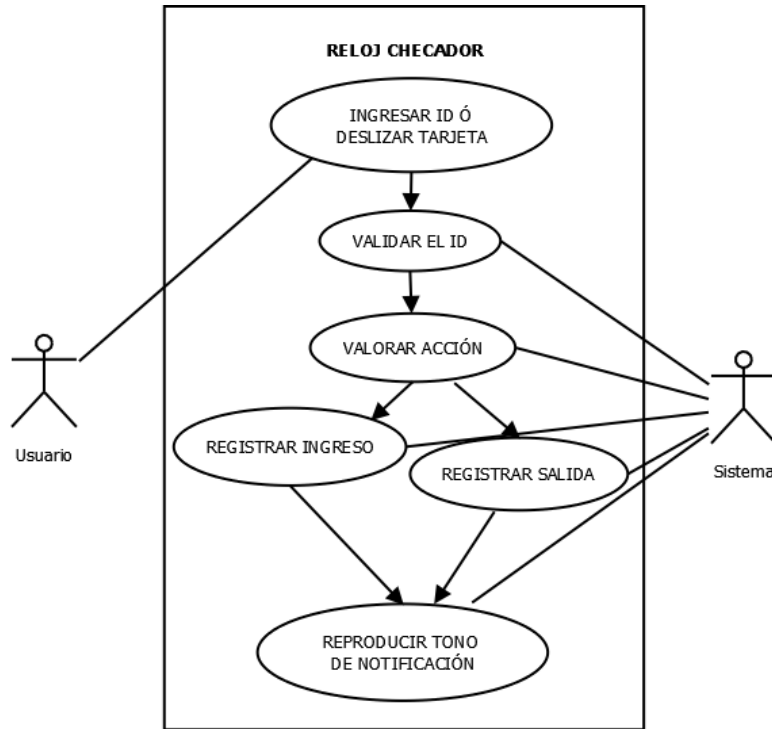 RELOJ CHECADOR
INGRESAR ID Ó
DESLIZAR TARJETA
VALIDAR EL ID
VALORAR ACCIÓN
REGISTRAR INGRESO
REGISTRAR SALIDA
Usuario
Sistema
REPRODUCIR TONO
DE NOTIFICACIÓN